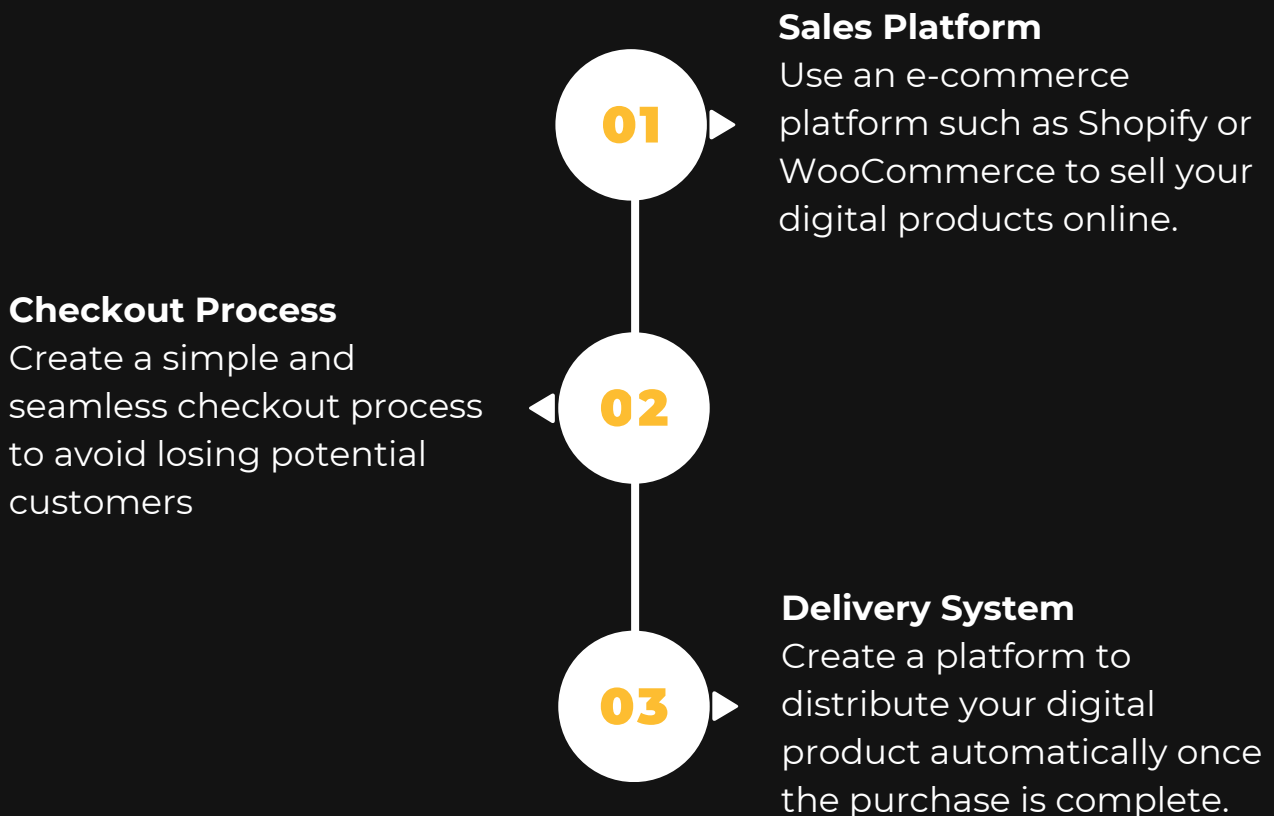 01
Sales Platform
Use an e-commerce
platform such as Shopify or
WooCommerce to sell your
digital products online.
Checkout Process
Create a simple and
seamless checkout process
to avoid losing potential
customers
02
03
Delivery System
Create a platform to
distribute your digital
product automatically once
the purchase is complete.